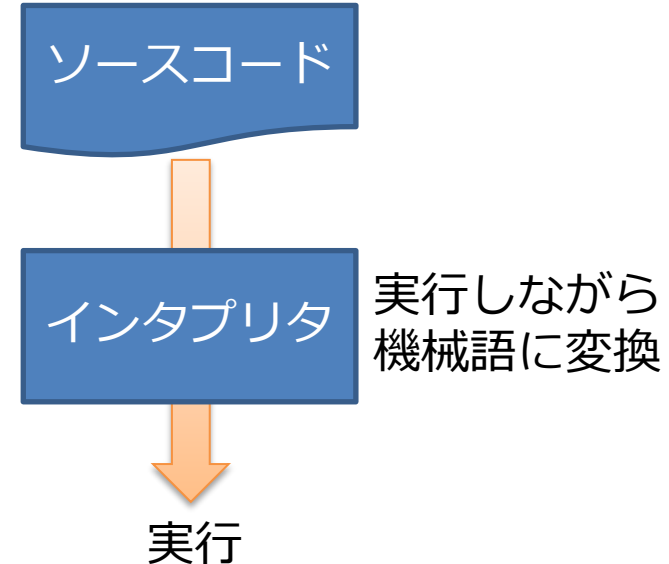 ソースコード
インタプリタ
実行しながら
機械語に変換
実行